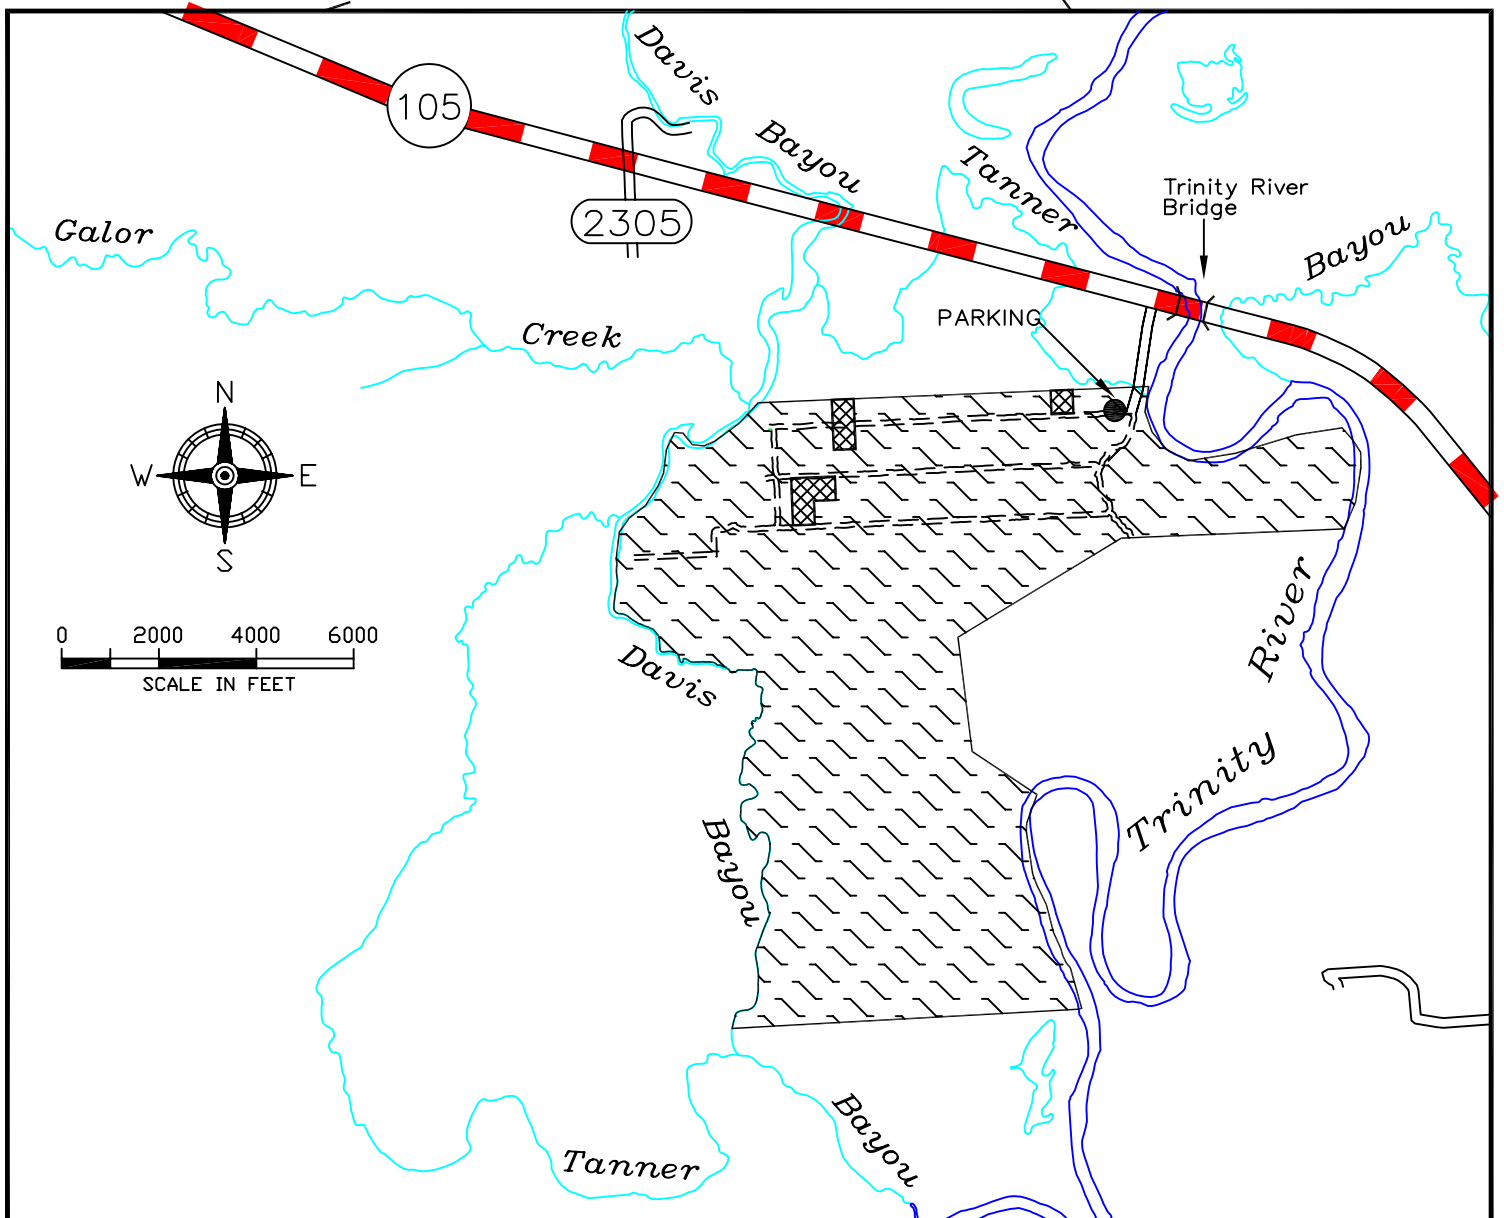 Davis
Bayou
105
2305
Tanner
Trinity River
Bridge
Bayou
Galor
Creek
PARKING
N
W E
S
0 2000 4000 6000
SCALE IN FEET
River
Davis
Trinity
Bayou
Bayou
Tanner